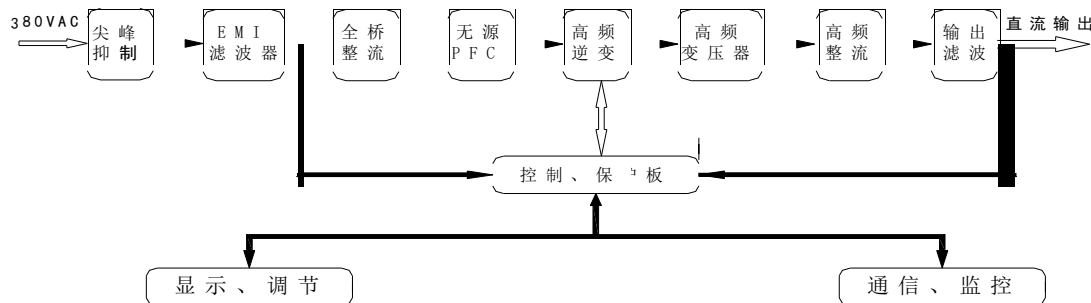 380VAC
尖峰
抑制
EMI
滤波器
全桥
整流
无源
PFC
高频
逆变
高频
变压器
高频
整流
输出
滤波
直流输出
控制、保板
显示、调节
通信、监控